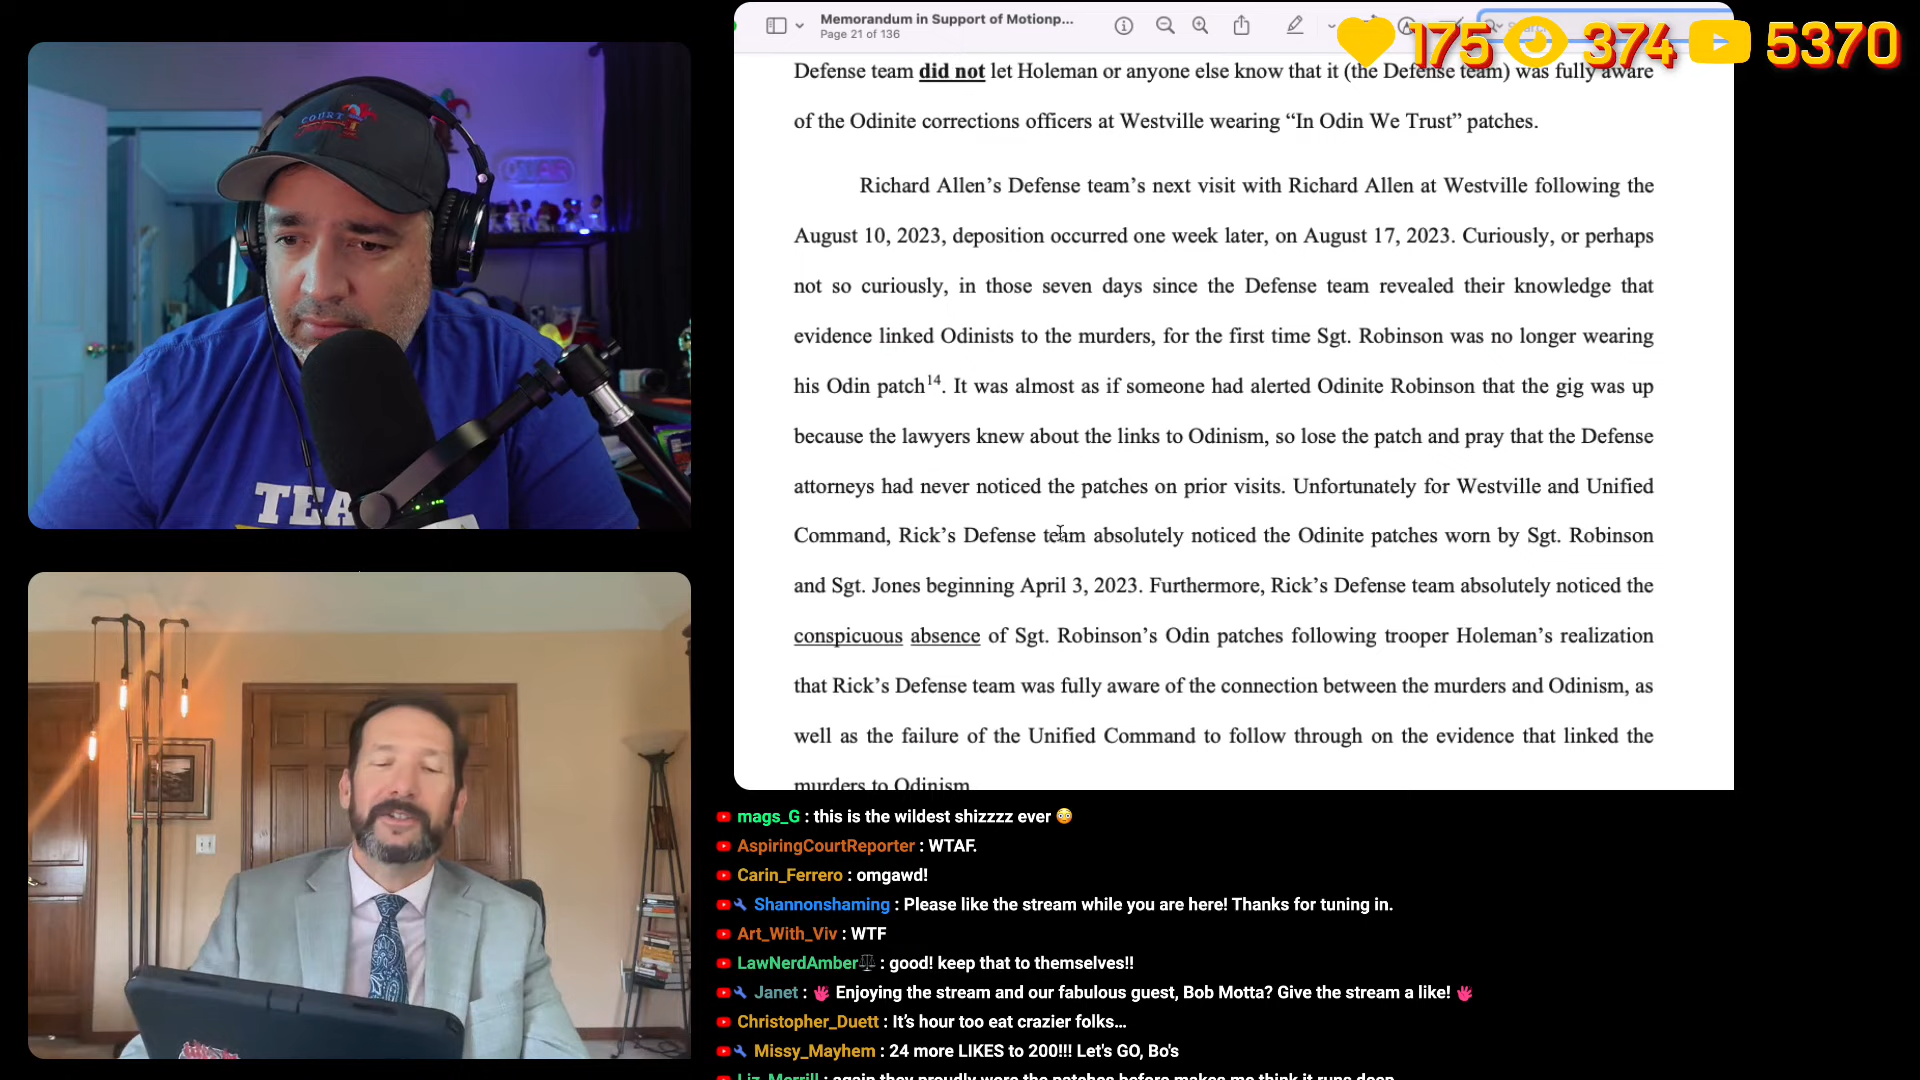 Memorandum in Support of Motionp...
Page 21 of 136
175
374
5370
Defense team did not let Holeman or anyone else know that it (the Defense team) was fully aware
of the Odinite corrections officers at Westville wearing “In Odin We Trust” patches.
Richard Allen’s Defense team’s next visit with Richard Allen at Westville following the
August 10, 2023, deposition occurred one week later, on August 17, 2023. Curiously, or perhaps
not so curiously, in those seven days since the Defense team revealed their knowledge that
evidence linked Odinists to the murders, for the first time Sgt. Robinson was no longer wearing
his Odin patch14. It was almost as if someone had alerted Odinite Robinson that the gig was up
because the lawyers knew about the links to Odinism, so lose the patch and pray that the Defense
attorneys had never noticed the patches on prior visits. Unfortunately for Westville and Unified
Command, Rick’s Defense team absolutely noticed the Odinite patches worn by Sgt. Robinson
and Sgt. Jones beginning April 3, 2023. Furthermore, Rick’s Defense team absolutely noticed the
conspicuous absence of Sgt. Robinson’s Odin patches following trooper Holeman’s realization
that Rick’s Defense team was fully aware of the connection between the murders and Odinism, as
well as the failure of the Unified Command to follow through on the evidence that linked the
murders to Odinism
COURT
TEA
mags_G : this is the wildest shizzzz ever 😳
AspiringCourtReporter : WTAF.
Carin_Ferrero : omgawd!
Shannonshaming : Please like the stream while you are here! Thanks for tuning in.
Art_With_Viv : WTF
LawNerdAmber⚖ : good! keep that to themselves!!
Janet : 👋 Enjoying the stream and our fabulous guest, Bob Motta? Give the stream a like! 👋
Christopher_Duett : It’s hour too eat crazier folks...
Missy_Mayhem : 24 more LIKES to 200!!! Let's GO, Bo's
Liz_Merrill : again they proudly wore the patches before makes me think it runs deep